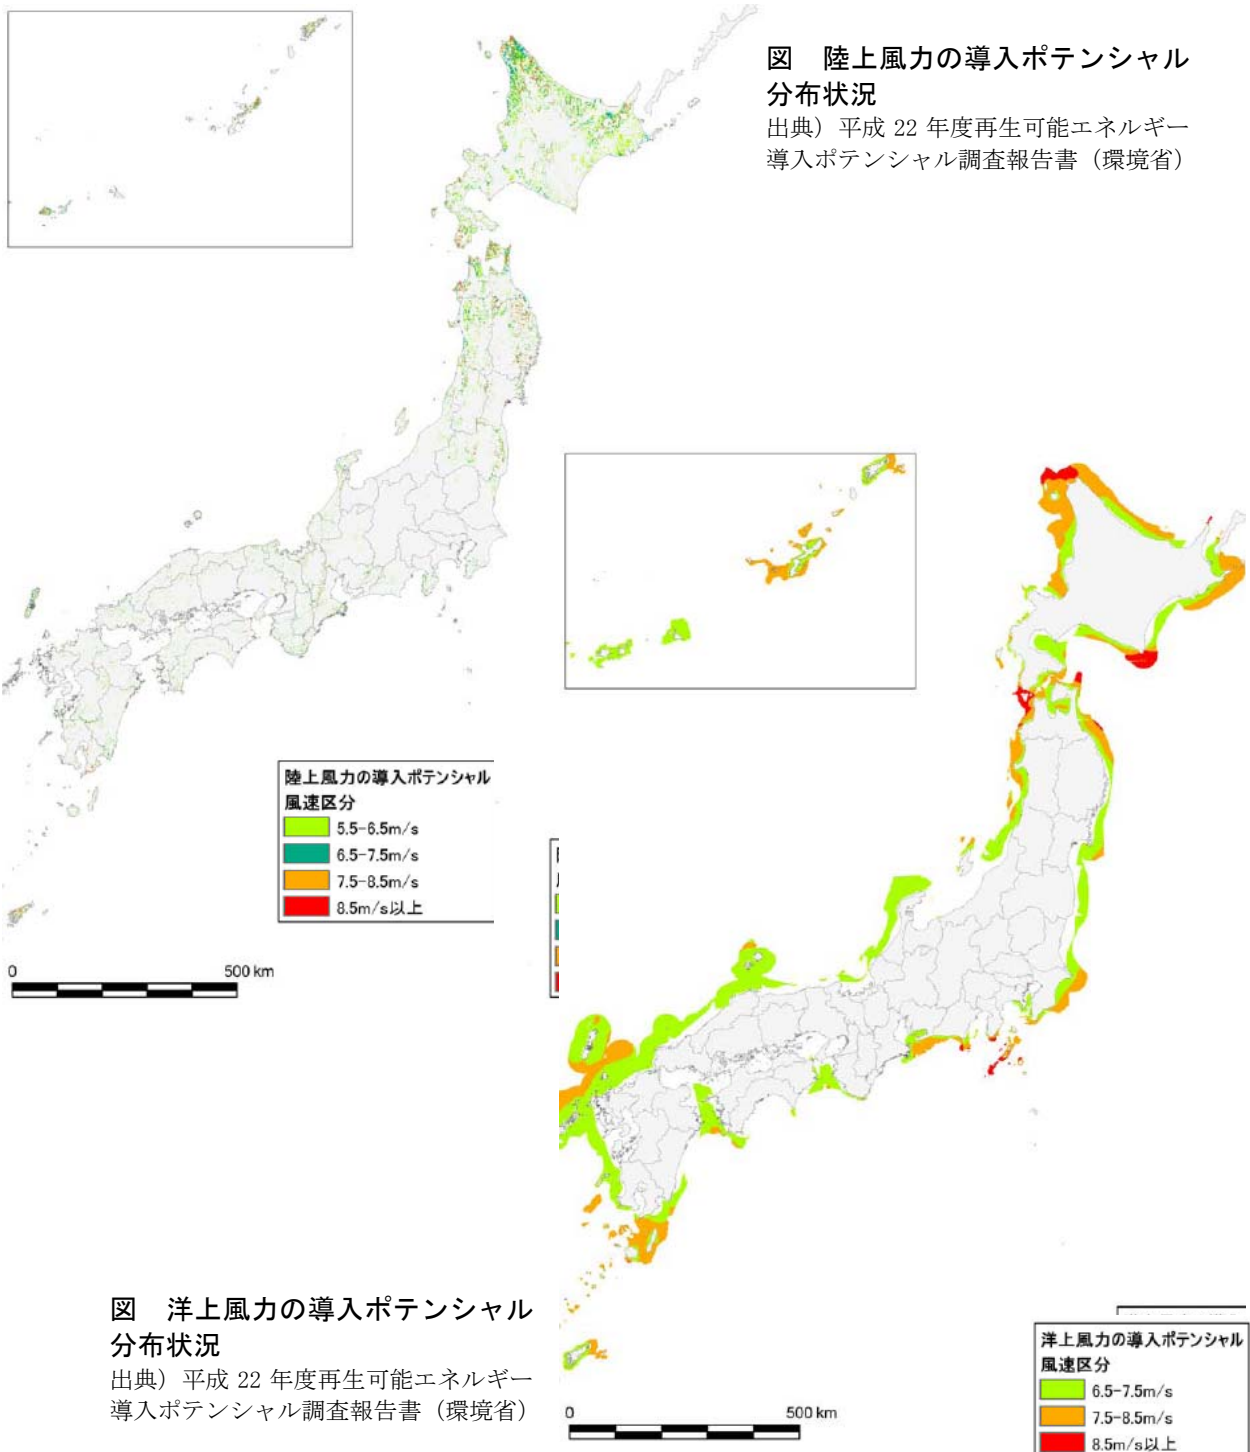 図　陸上風力の導入ポテンシャル
分布状況
出典）平成 22 年度再生可能エネルギー
導入ポテンシャル調査報告書（環境省）
陸上風力の導入ポテンシャル
風速区分
5.5-6.5m/s
6.5-7.5m/s
7.5-8.5m/s
8.5m/s以上
0
500 km
図　洋上風力の導入ポテンシャル
分布状況
出典）平成 22 年度再生可能エネルギー
導入ポテンシャル調査報告書（環境省）
洋上風力の導入ポテンシャル
風速区分
6.5-7.5m/s
7.5-8.5m/s
8.5m/s以上
0
500 km